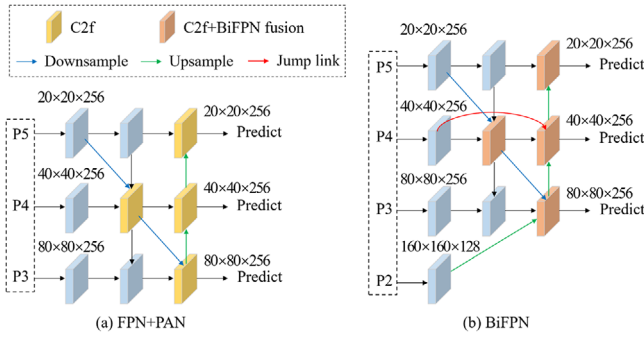 C2f
C2f+BiFPN fusion
Downsample
Upsample
Jump link
20×20×256
20×20×256
P5
Predict
40×40×256
40×40×256
P4
Predict
80×80×256
80×80×256
P3
Predict
(a) FPN+PAN
20×20×256
20×20×256
P5
Predict
40×40×256
40×40×256
P4
Predict
80×80×256
80×80×256
P3
Predict
160×160×128
P2
(b) BiFPN